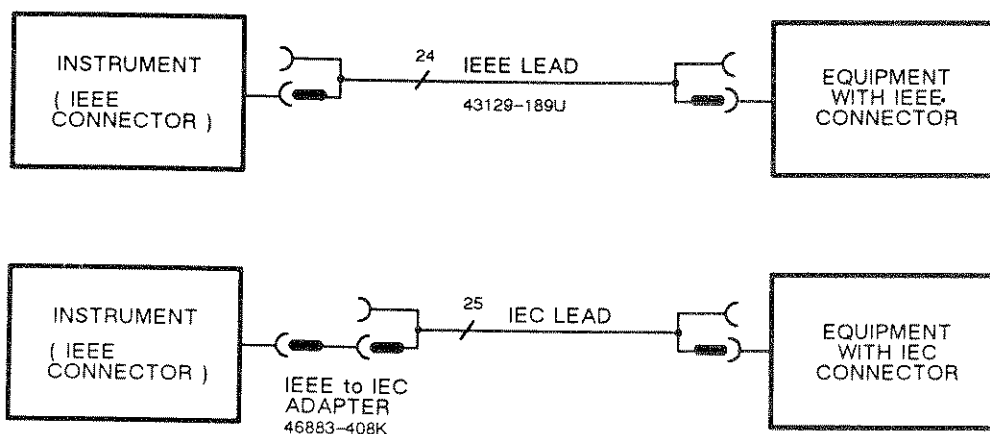 INSTRUMENT
( IEEE
CONNECTOR )
24
IEEE LEAD
43129-189U
EQUIPMENT
WITH IEEE
CONNECTOR
INSTRUMENT
( IEEE
CONNECTOR )
IEEE to IEC
ADAPTER
46883-408K
25
IEC LEAD
EQUIPMENT
WITH IEC
CONNECTOR